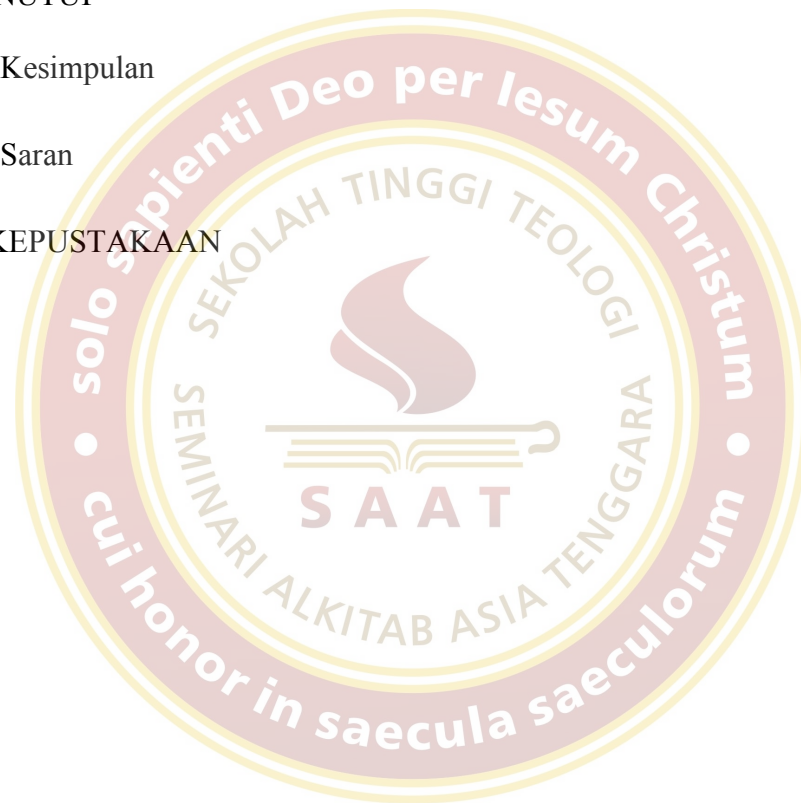 Kesimpulan
Saran
KEPUSTAKAAN
solo sapienti Deo per Iesum Christum
cui honor in saecula saeculorum
SEKOLAH TINGGI TEOLOGI
SEMINARI ALKITAB ASIA TENGGARA
SAAT